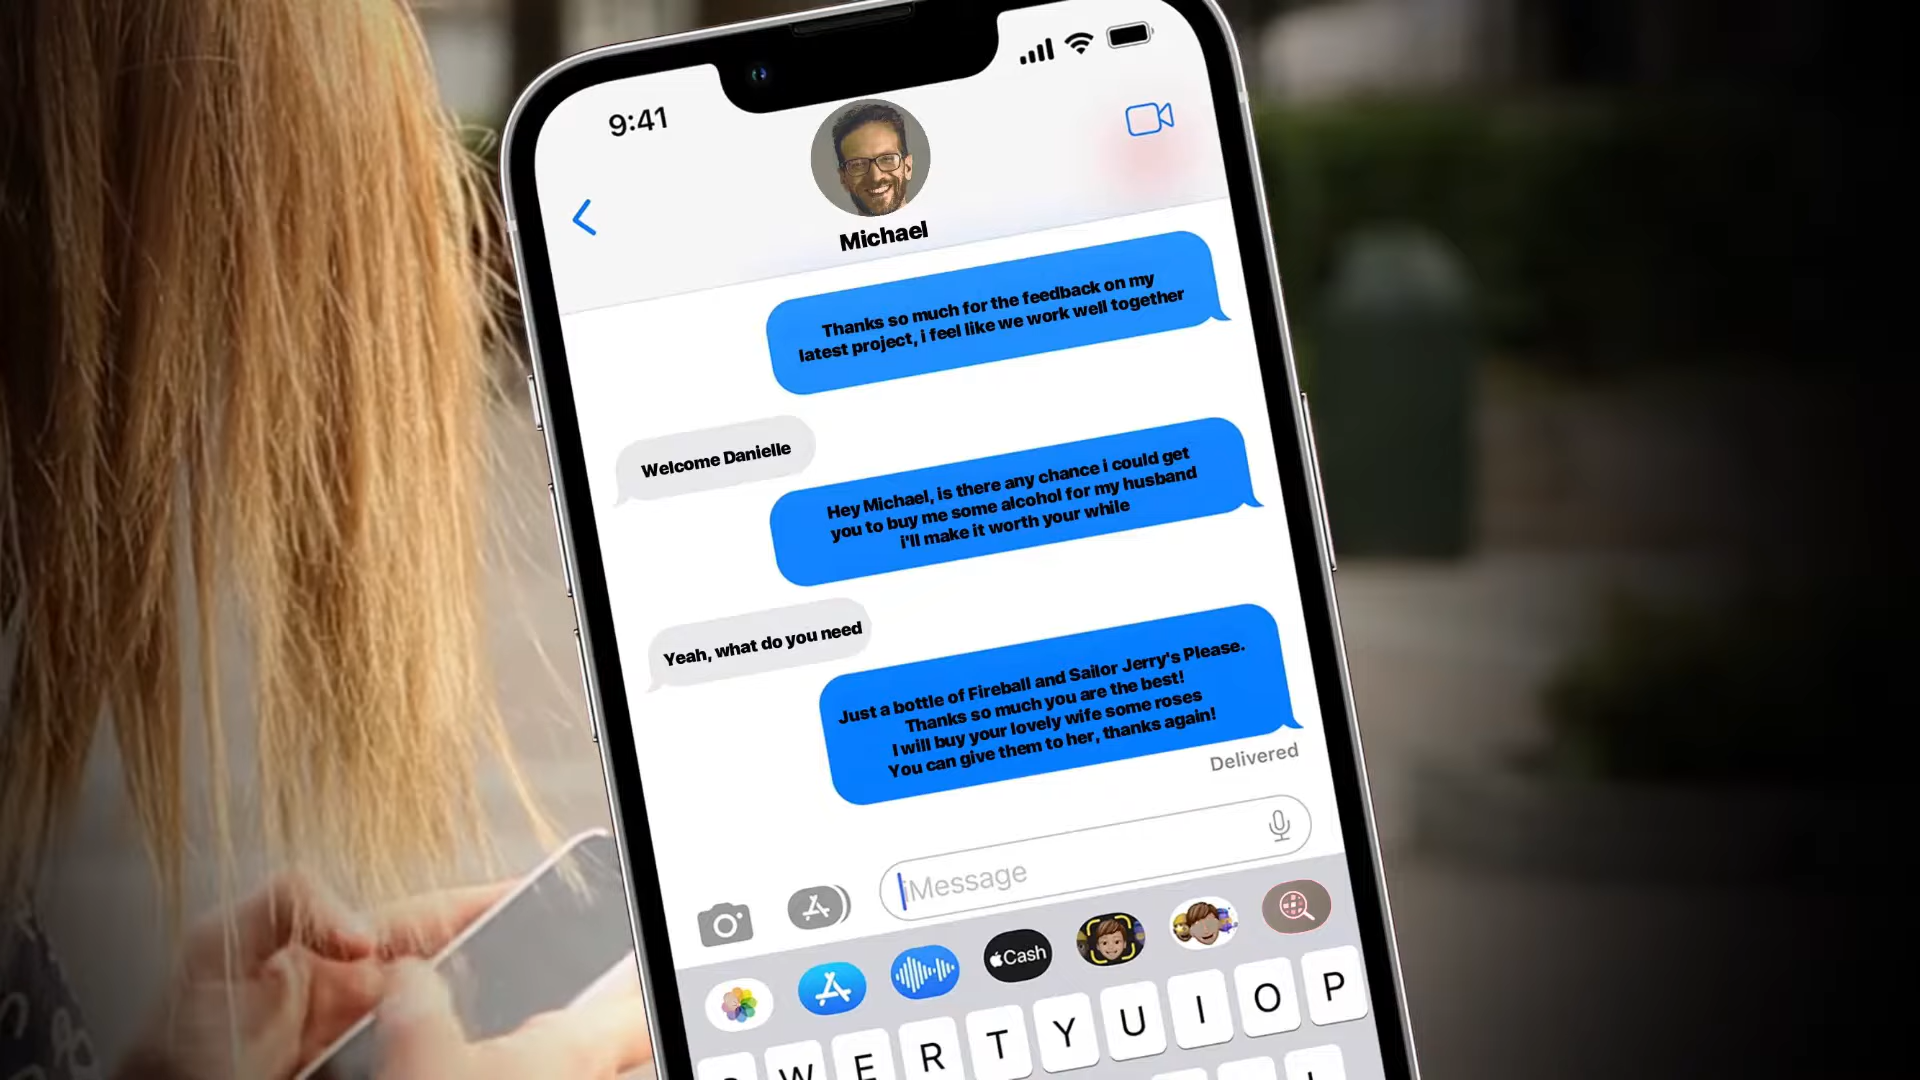 9:41
Michael
Thanks so much for the feedback on my
latest project, i feel like we work well together
Welcome Danielle
Hey Michael, is there any chance i could get
you to buy me some alcohol for my husband
i'll make it worth your while
Yeah, what do you need
Just a bottle of Fireball and Sailor Jerry's Please.
Thanks so much you are the best!
I will buy your lovely wife some roses
You can give them to her, thanks again!
Delivered
iMessage
Cash
W E R T Y U I O P